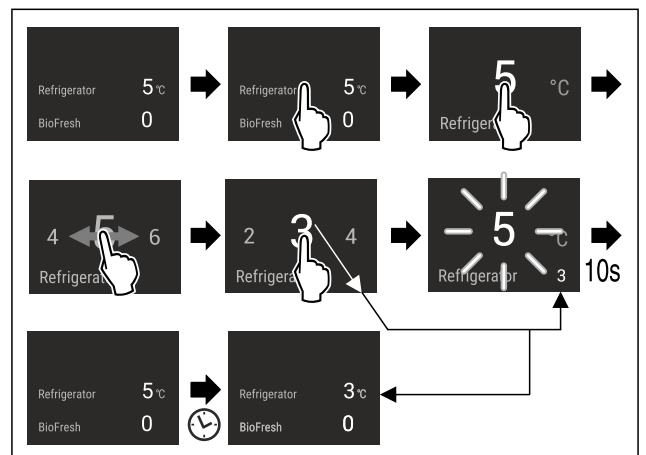 Refrigerator 5 °C
BioFresh 0
Refrigerator 5 °C
BioFresh 0
5 °C
Refriger
4 5 6
Refrigerat
2 3 4
Refrigera
5 °C
Refrigerator 3
10s
Refrigerator 5 °C
BioFresh 0
Refrigerator 3 °C
BioFresh 0